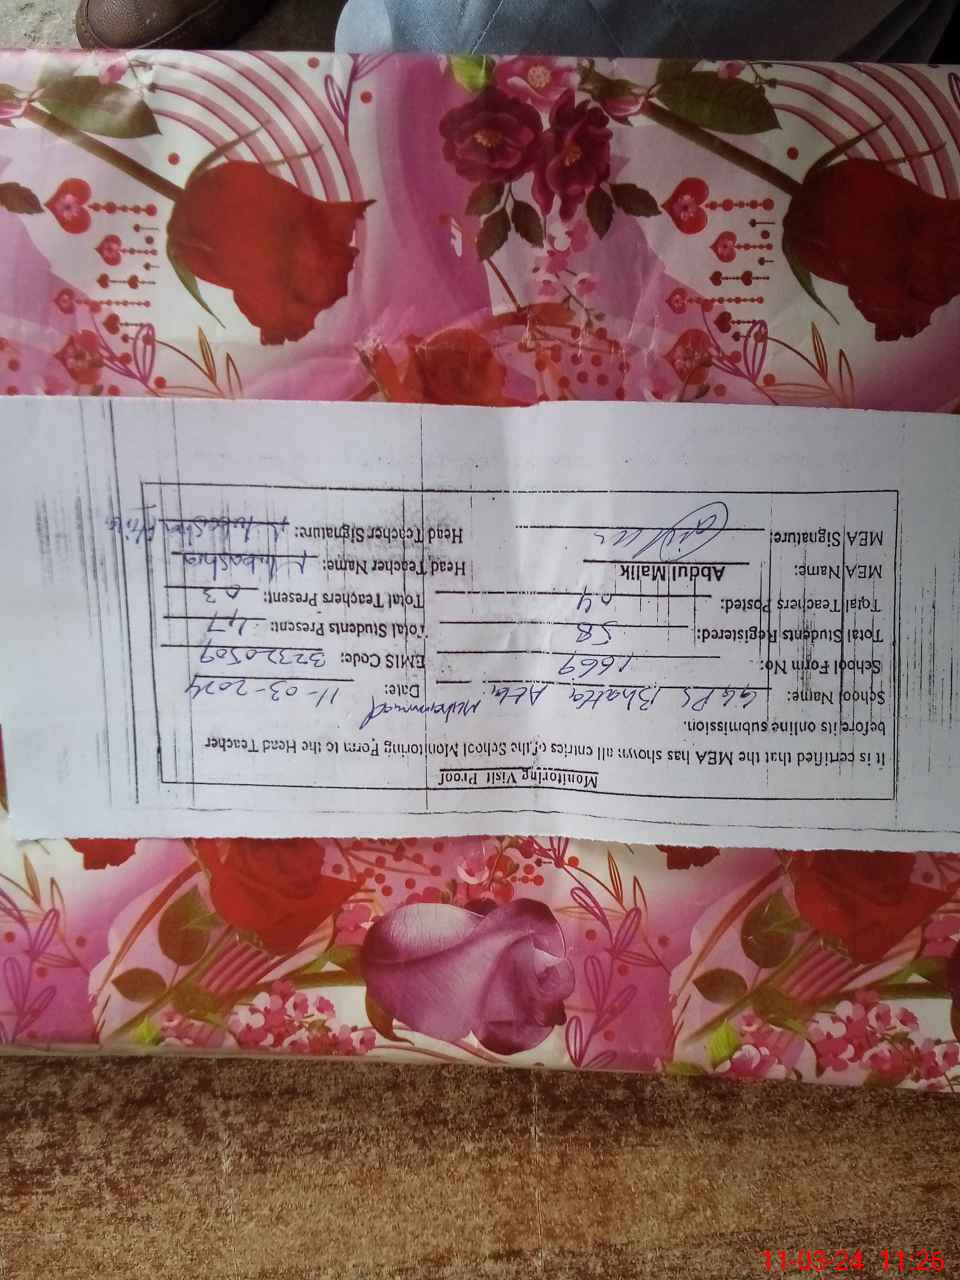 Monitoring Visit Proof
It is certified that the MEA has shown all entries of the School Monitoring Form to the Head Teacher
before its online submission.
School Name: GGPS Bhatta Atta Muhammad Date: 11-03-2024
School Form No: 1669 EMIS Code: 32320509
Total Students Registered: 58 Total Students Present: 47
Total Teachers Posted: 04 Total Teachers Present: 03
MEA Name: Abdul Malik Head Teacher Name: Mubashra
MEA Signature: Head Teacher Signature: Mubashra
11-03-24 11:26